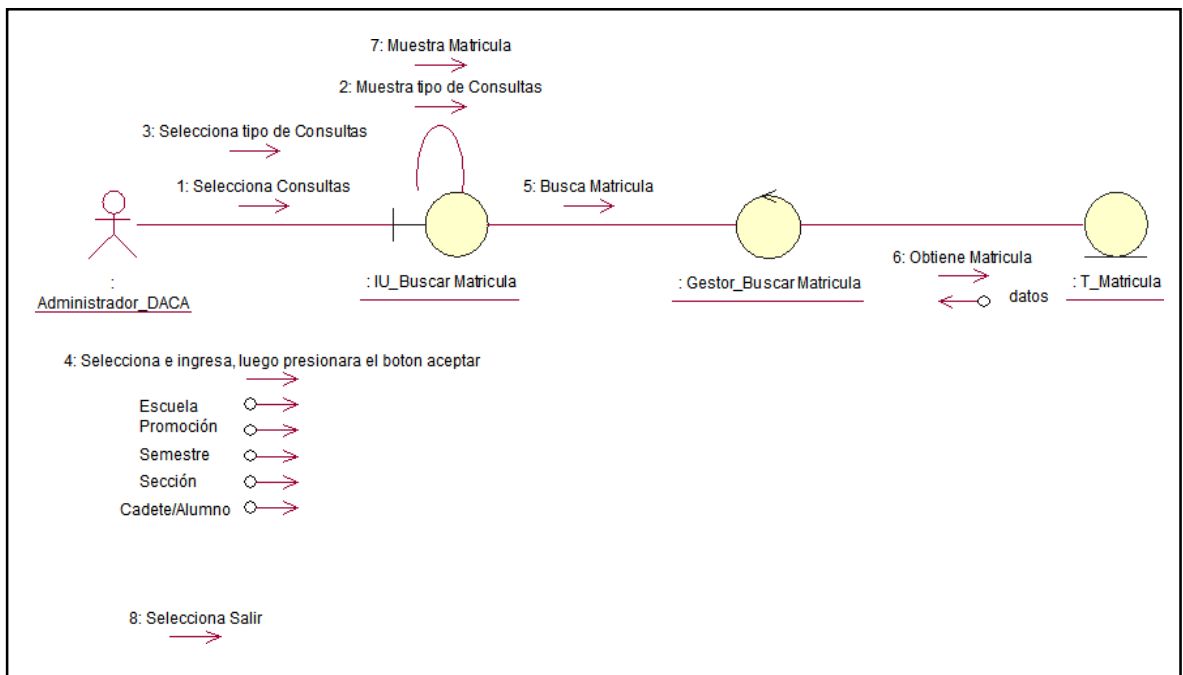 7: Muestra Matricula
2: Muestra tipo de Consultas
3: Selecciona tipo de Consultas
1: Selecciona Consultas
5: Busca Matricula
6: Obtiene Matricula
datos
:
Administrador_DACA
: IU_Buscar Matricula
: Gestor_Buscar Matricula
: T_Matricula
4: Selecciona e ingresa, luego presionara el boton aceptar
Escuela
Promoción
Semestre
Sección
Cadete/Alumno
8: Selecciona Salir